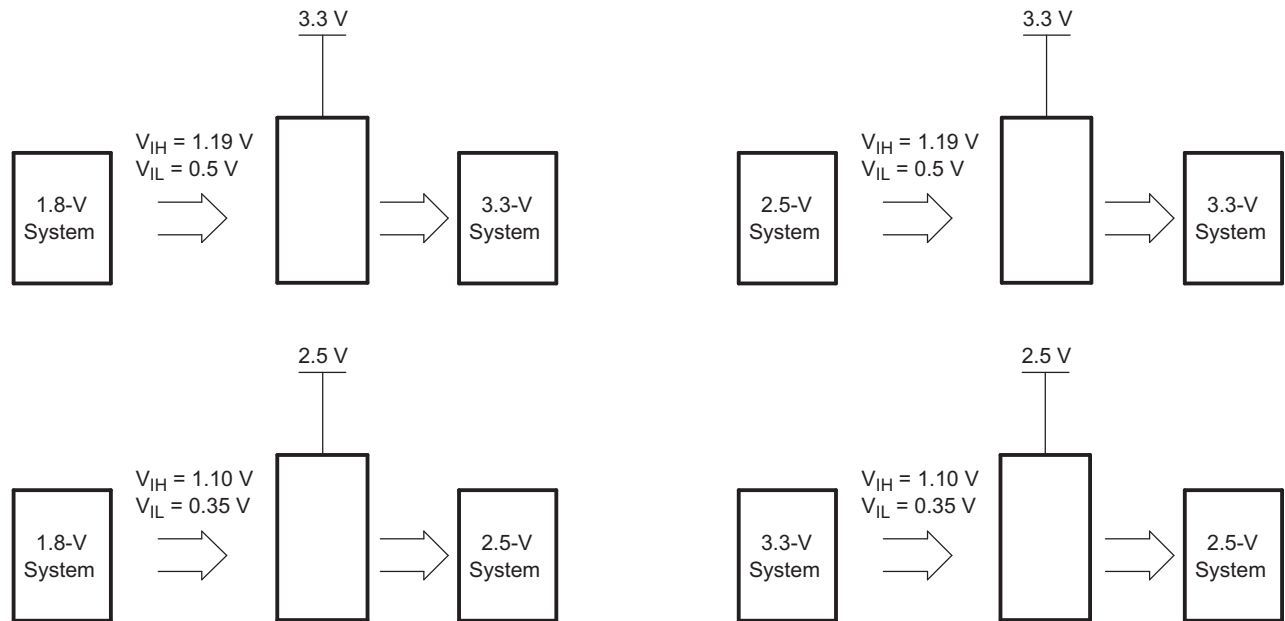 3.3 V
V_IH = 1.19 V
V_IL = 0.5 V
1.8-V
System
3.3-V
System
3.3 V
V_IH = 1.19 V
V_IL = 0.5 V
2.5-V
System
3.3-V
System
2.5 V
V_IH = 1.10 V
V_IL = 0.35 V
1.8-V
System
2.5-V
System
2.5 V
V_IH = 1.10 V
V_IL = 0.35 V
3.3-V
System
2.5-V
System